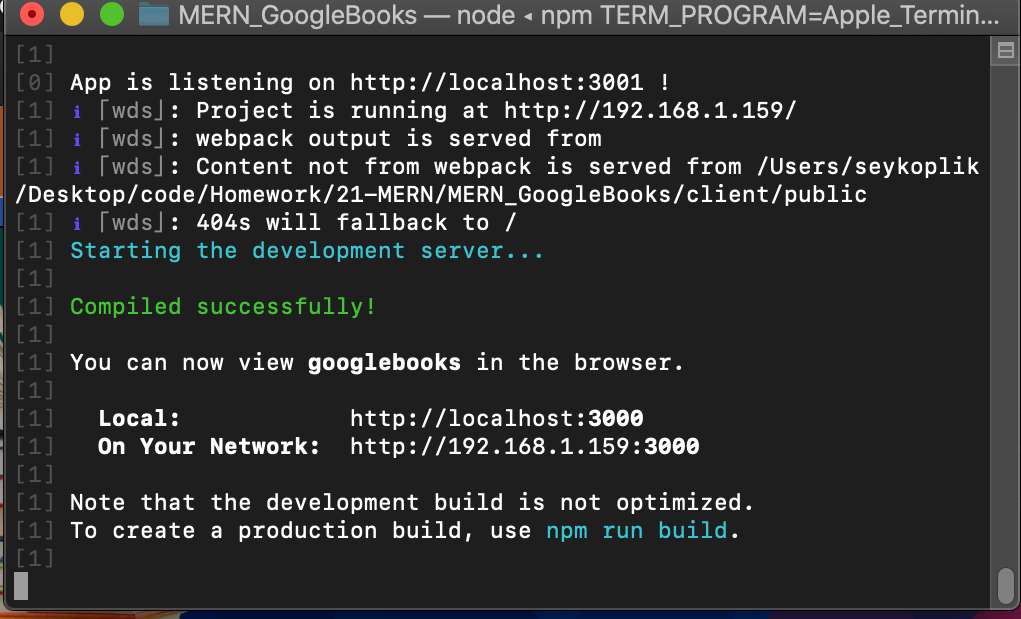 MERN_GoogleBooks — node ◂ npm TERM_PROGRAM=Apple_Termin...
[1]
[0] App is listening on http://localhost:3001 !
[1] ℹ ｢wds｣: Project is running at http://192.168.1.159/
[1] ℹ ｢wds｣: webpack output is served from
[1] ℹ ｢wds｣: Content not from webpack is served from /Users/seykoplik
/Desktop/code/Homework/21-MERN/MERN_GoogleBooks/client/public
[1] ℹ ｢wds｣: 404s will fallback to /
[1] Starting the development server...
[1]
[1] Compiled successfully!
[1]
[1] You can now view googlebooks in the browser.
[1]
[1]   Local:            http://localhost:3000
[1]   On Your Network:  http://192.168.1.159:3000
[1]
[1] Note that the development build is not optimized.
[1] To create a production build, use npm run build.
[1]